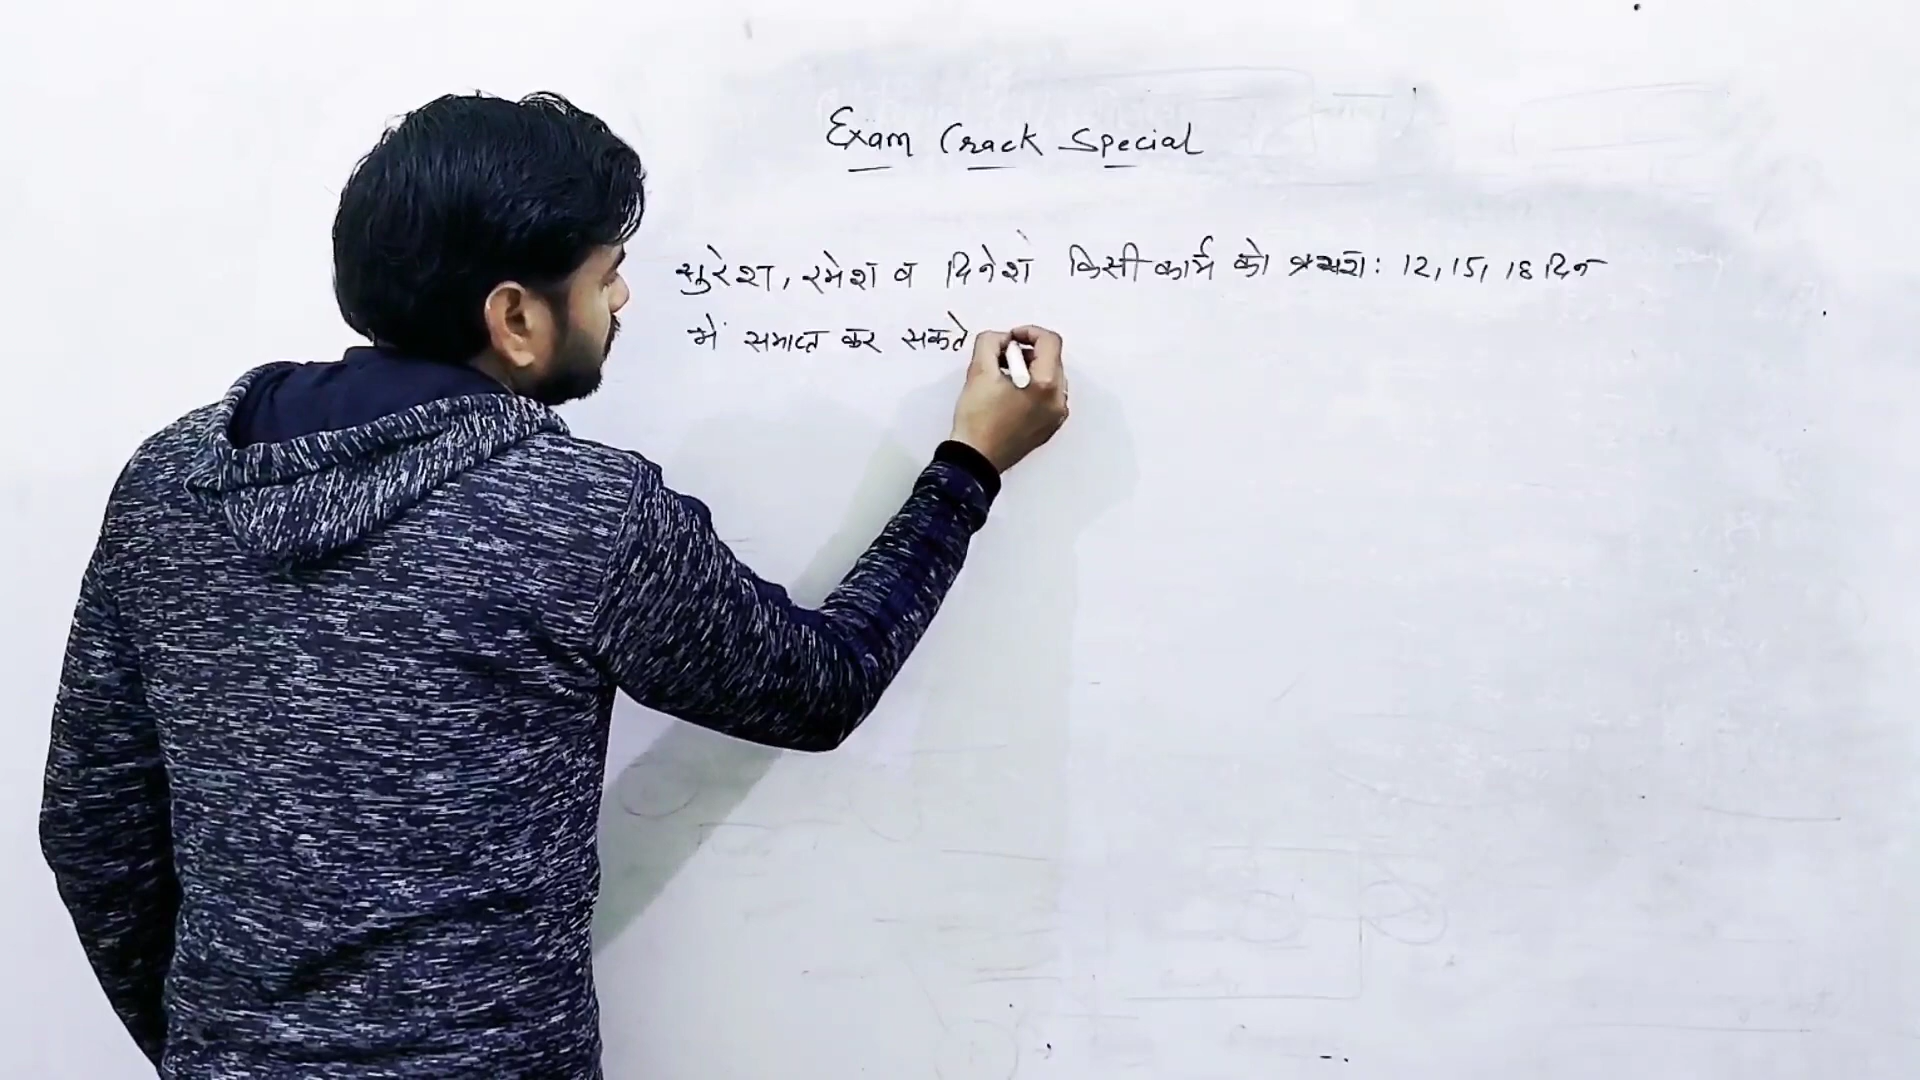 Exam Crack Special
सुरेश, रमेश व दिनेश किसी कार्य को क्रमशः 12, 15, 18 दिन
में समाप्त कर सकते